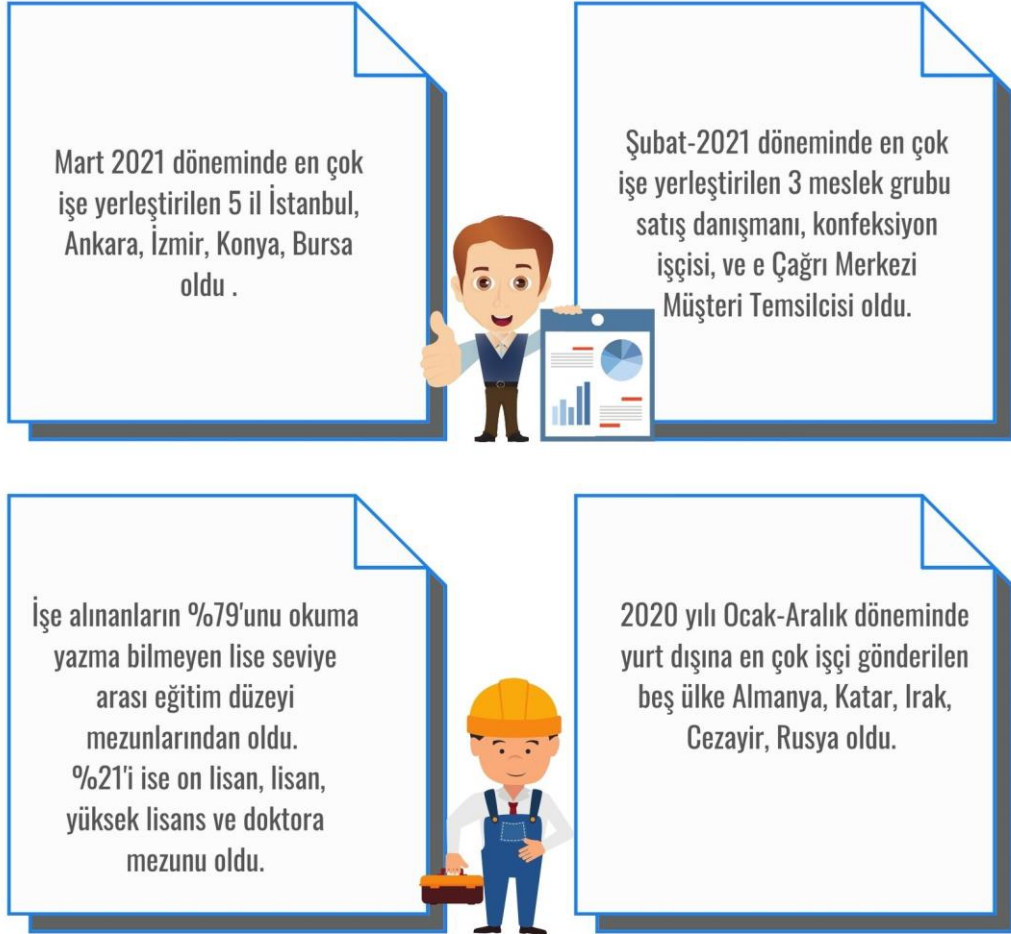 Mart 2021 döneminde en çok
işe yerleştirilen 5 il İstanbul,
Ankara, İzmir, Konya, Bursa
oldu .
Şubat-2021 döneminde en çok
işe yerleştirilen 3 meslek grubu
satış danışmanı, konfeksiyon
işçisi, ve e Çağrı Merkezi
Müşteri Temsilcisi oldu.
İşe alınanların %79'unu okuma
yazma bilmeyen lise seviye
arası eğitim düzeyi
mezunlarından oldu.
%21'i ise on lisan, lisan,
yüksek lisans ve doktora
mezunu oldu.
2020 yılı Ocak-Aralık döneminde
yurt dışına en çok işçi gönderilen
beş ülke Almanya, Katar, Irak,
Cezayir, Rusya oldu.